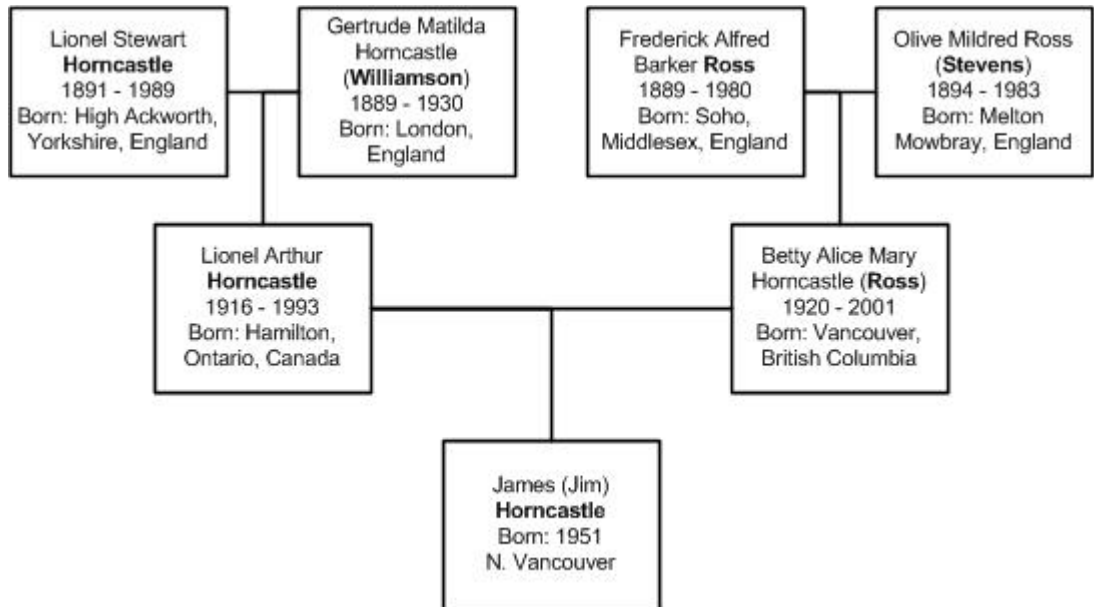 Lionel Stewart
Horncastle
1891 - 1989
Born: High Ackworth,
Yorkshire, England
Gertrude Matilda
Horncastle
(Williamson)
1889 - 1930
Born: London,
England
Frederick Alfred
Barker Ross
1889 - 1980
Born: Soho,
Middlesex, England
Olive Mildred Ross
(Stevens)
1894 - 1983
Born: Melton
Mowbray, England
Lionel Arthur
Horncastle
1916 - 1993
Born: Hamilton,
Ontario, Canada
Betty Alice Mary
Horncastle (Ross)
1920 - 2001
Born: Vancouver,
British Columbia
James (Jim)
Horncastle
Born: 1951
N. Vancouver